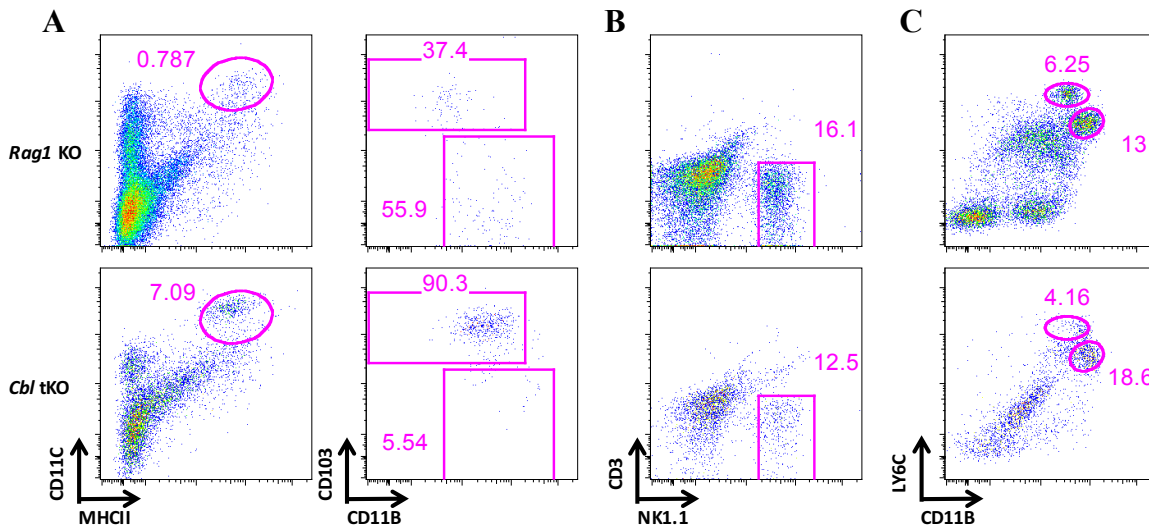 A
B
C
Rag1 KO
0.787
37.4
55.9
16.1
6.25
13
Cbl tKO
7.09
90.3
5.54
12.5
4.16
18.6
CD11C
MHCII
CD103
CD11B
CD3
NK1.1
LY6C
CD11B